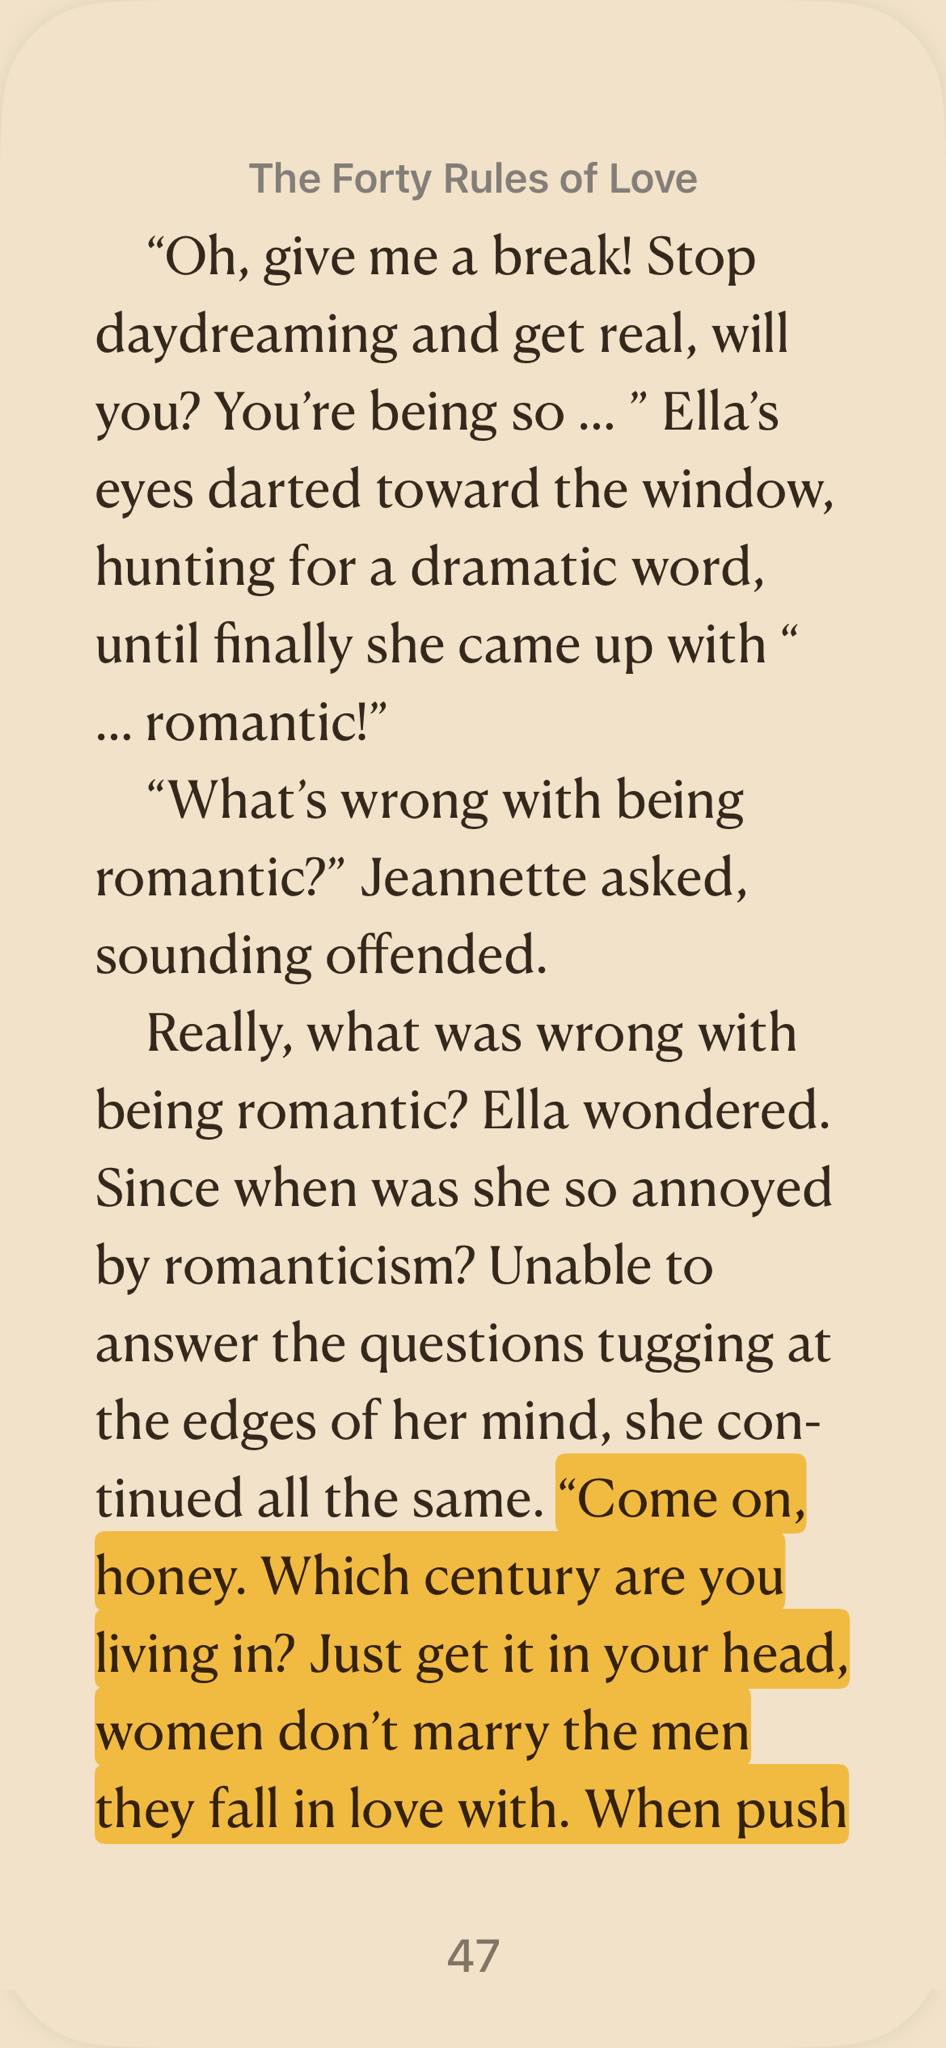 The Forty Rules of Love
“Oh, give me a break! Stop
daydreaming and get real, will
you? You’re being so ... ” Ella’s
eyes darted toward the window,
hunting for a dramatic word,
until finally she came up with “
... romantic!”
“What’s wrong with being
romantic?” Jeannette asked,
sounding offended.
Really, what was wrong with
being romantic? Ella wondered.
Since when was she so annoyed
by romanticism? Unable to
answer the questions tugging at
the edges of her mind, she con-
tinued all the same. “Come on,
honey. Which century are you
living in? Just get it in your head,
women don’t marry the men
they fall in love with. When push
47